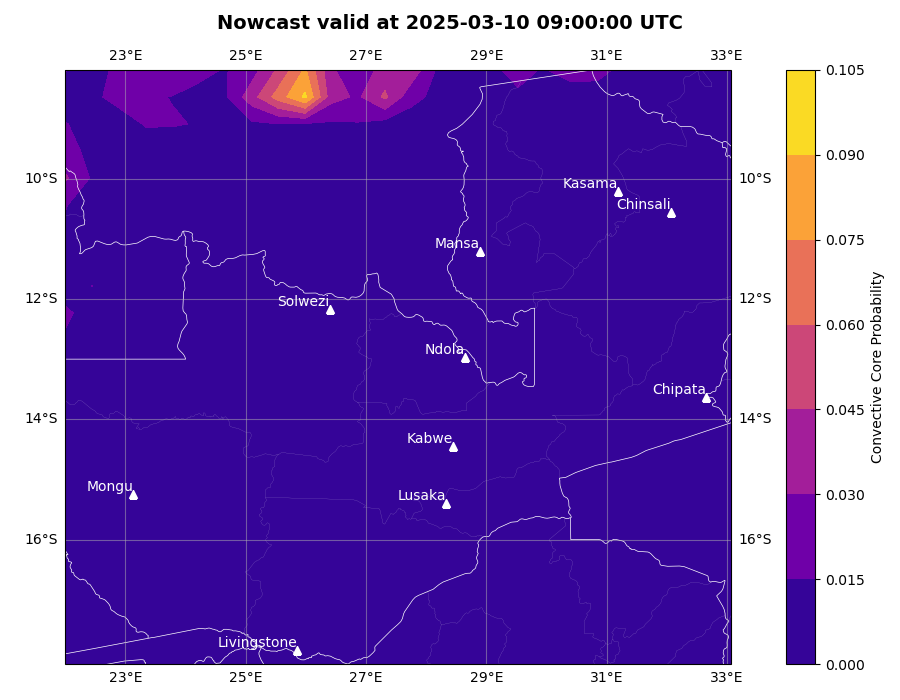 Nowcast valid at 2025-03-10 09:00:00 UTC
23°E 25°E 27°E 29°E 31°E 33°E
0.105
0.090
10°S 10°S
Kasama
Chinsali
0.075
Mansa
12°S 12°S
Solwezi
0.060
Ndola
Chipata
0.045
14°S 14°S
Kabwe
Mongu
Lusaka
0.030
16°S 16°S
0.015
Livingstone
0.000
23°E 25°E 27°E 29°E 31°E 33°E
Convective Core Probability